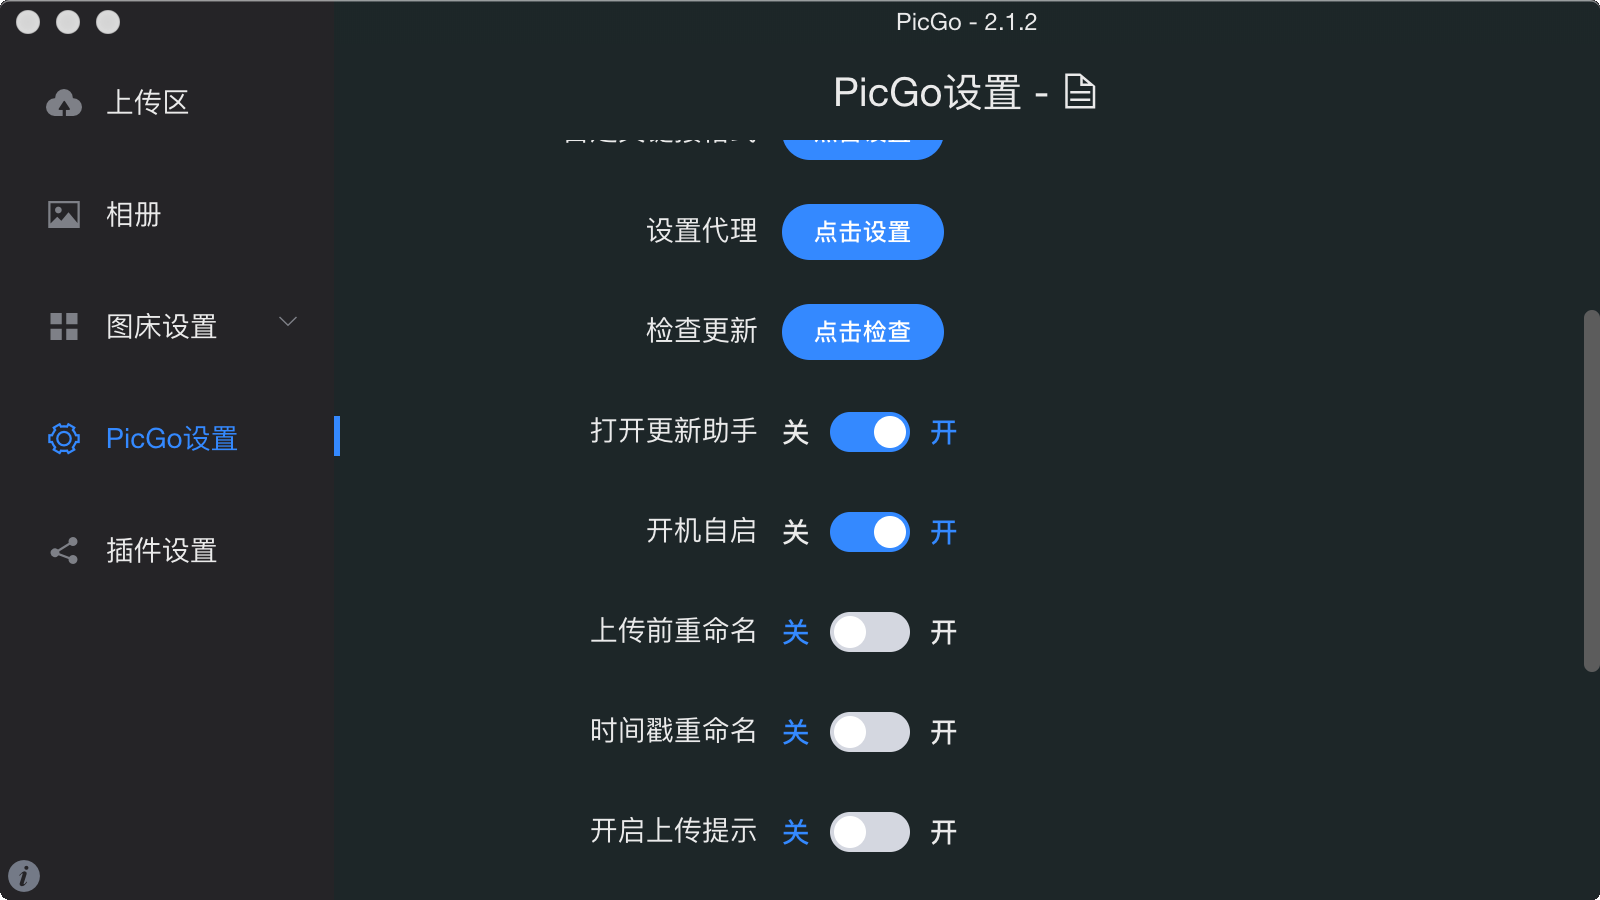 PicGo - 2.1.2
上传区
相册
图床设置
PicGo设置
插件设置
PicGo设置 -
设置代理 点击设置
检查更新 点击检查
打开更新助手 关 开
开机自启 关 开
上传前重命名 关 开
时间戳重命名 关 开
开启上传提示 关 开